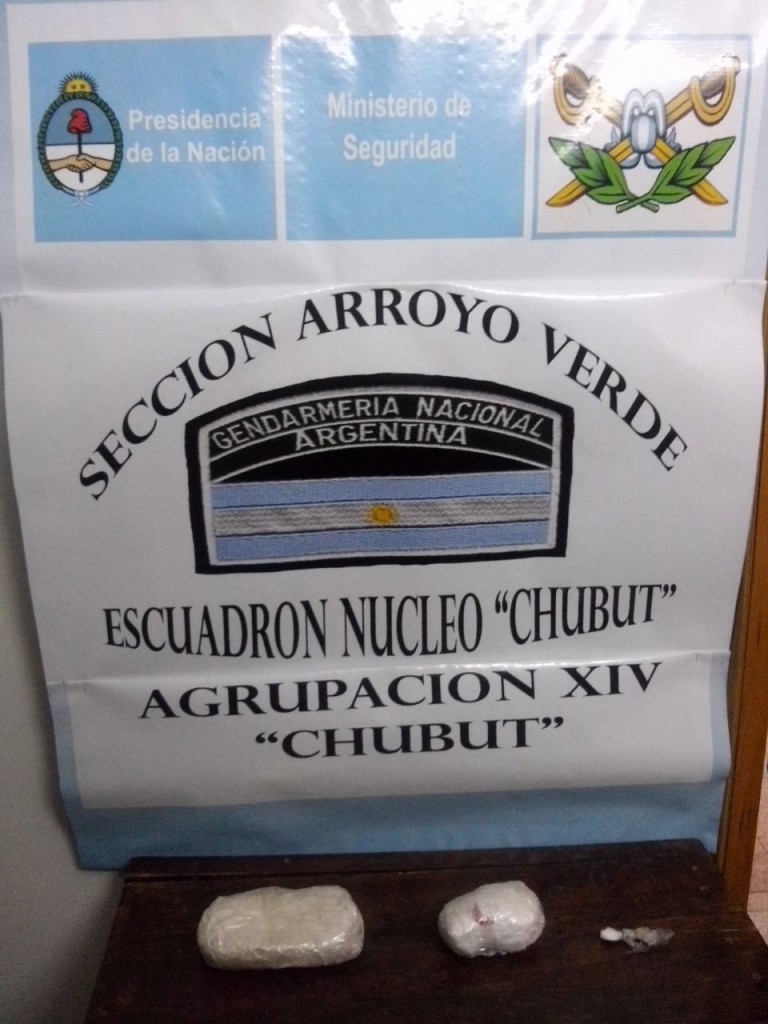 Presidencia
de la Nación
Ministerio de
Seguridad
SECCION ARROYO VERDE
GENDARMERIA NACIONAL
ARGENTINA
ESCUADRON NUCLEO “CHUBUT”
AGRUPACION XIV
“CHUBUT”